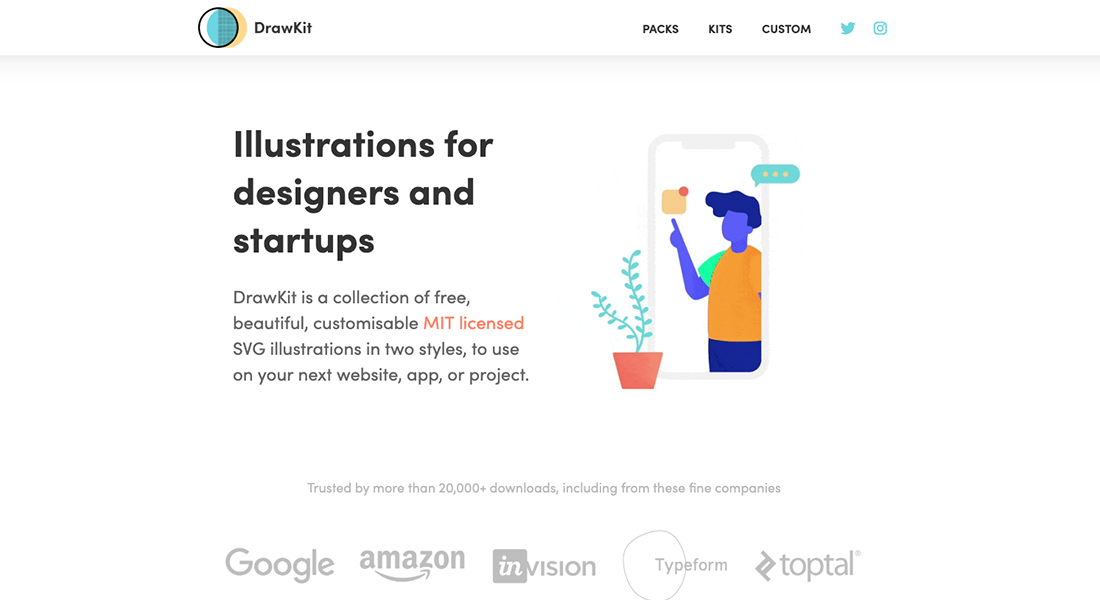 DrawKit
PACKS KITS CUSTOM
Illustrations for
designers and
startups
DrawKit is a collection of free,
beautiful, customisable MIT licensed
SVG illustrations in two styles, to use
on your next website, app, or project.
Trusted by more than 20,000+ downloads, including from these fine companies
Google amazon inVISION Typeform toptal®